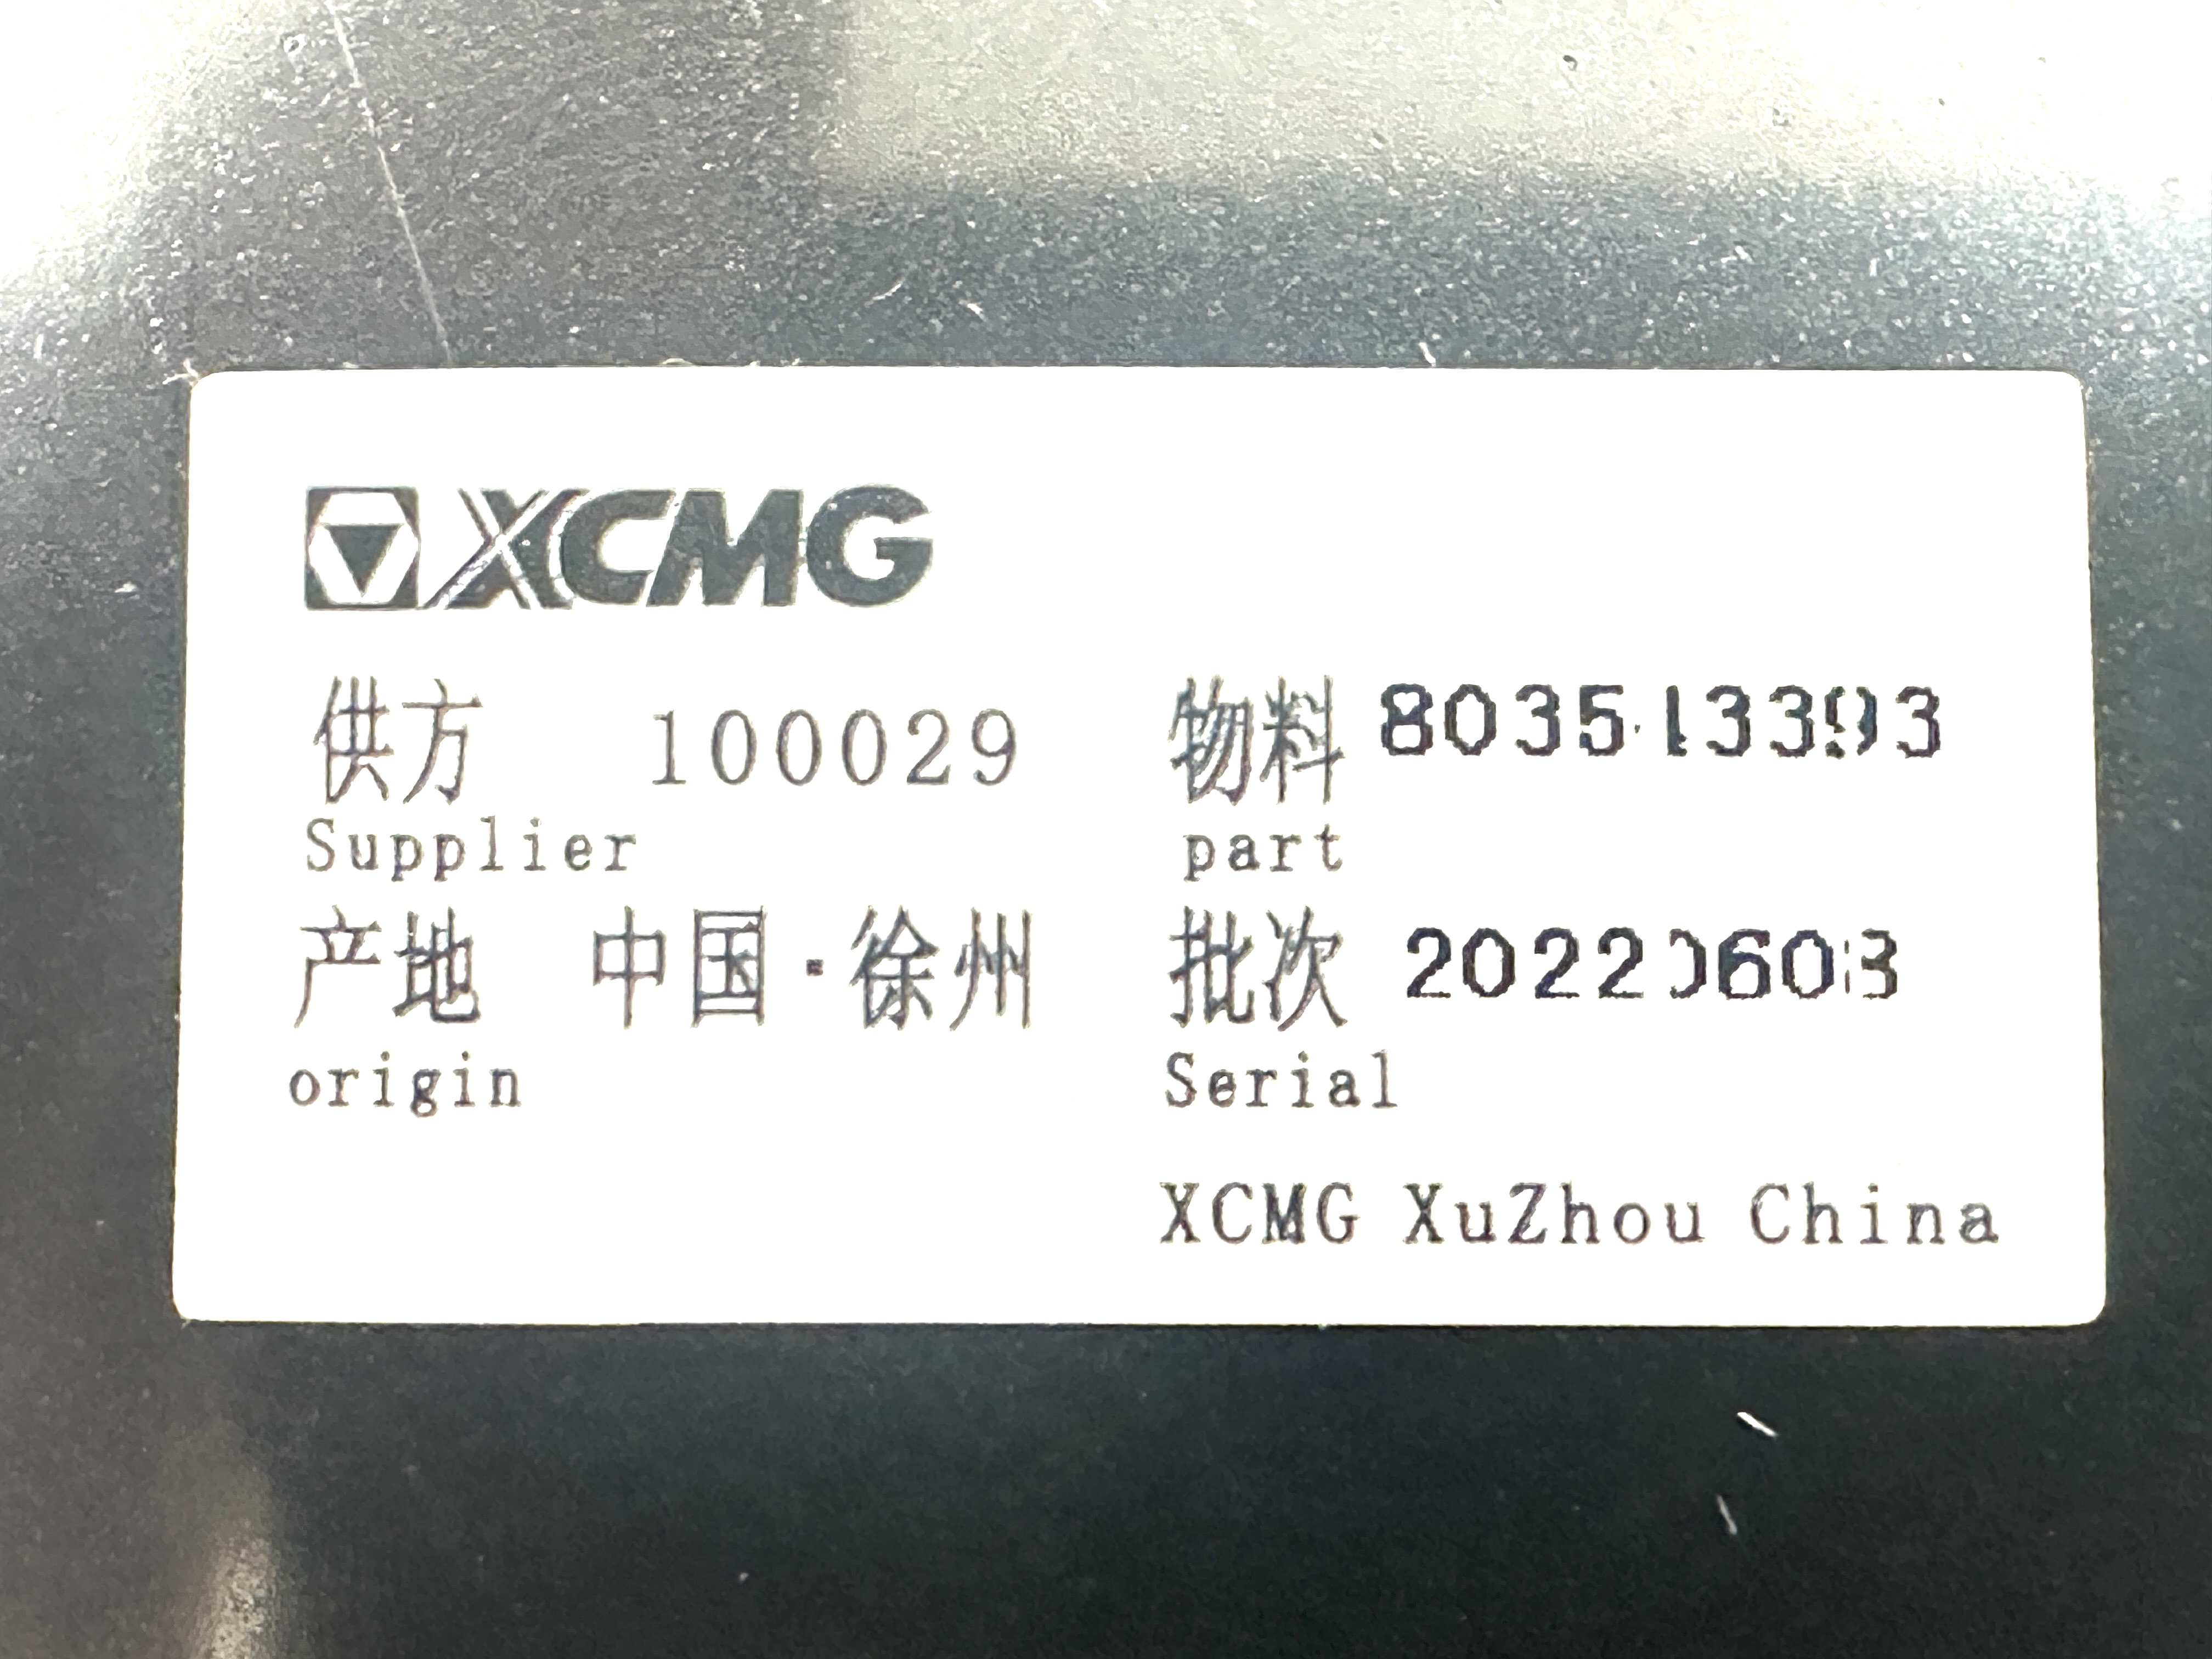 XCMG
供方 100029 物料 803513393
Supplier part
产地 中国·徐州 批次 20220608
origin Serial
XCMG XuZhou China